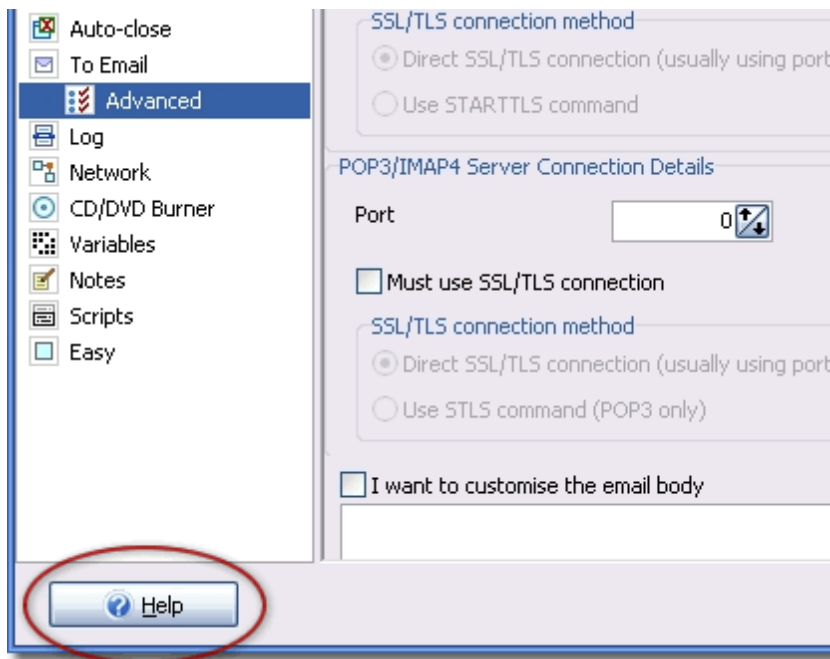 Auto-close
To Email
Advanced
Log
Network
CD/DVD Burner
Variables
Notes
Scripts
Easy
SSL/TLS connection method
Direct SSL/TLS connection (usually using port
Use STARTTLS command
POP3/IMAP4 Server Connection Details
Port 0
Must use SSL/TLS connection
SSL/TLS connection method
Direct SSL/TLS connection (usually using port
Use STLS command (POP3 only)
I want to customise the email body
Help